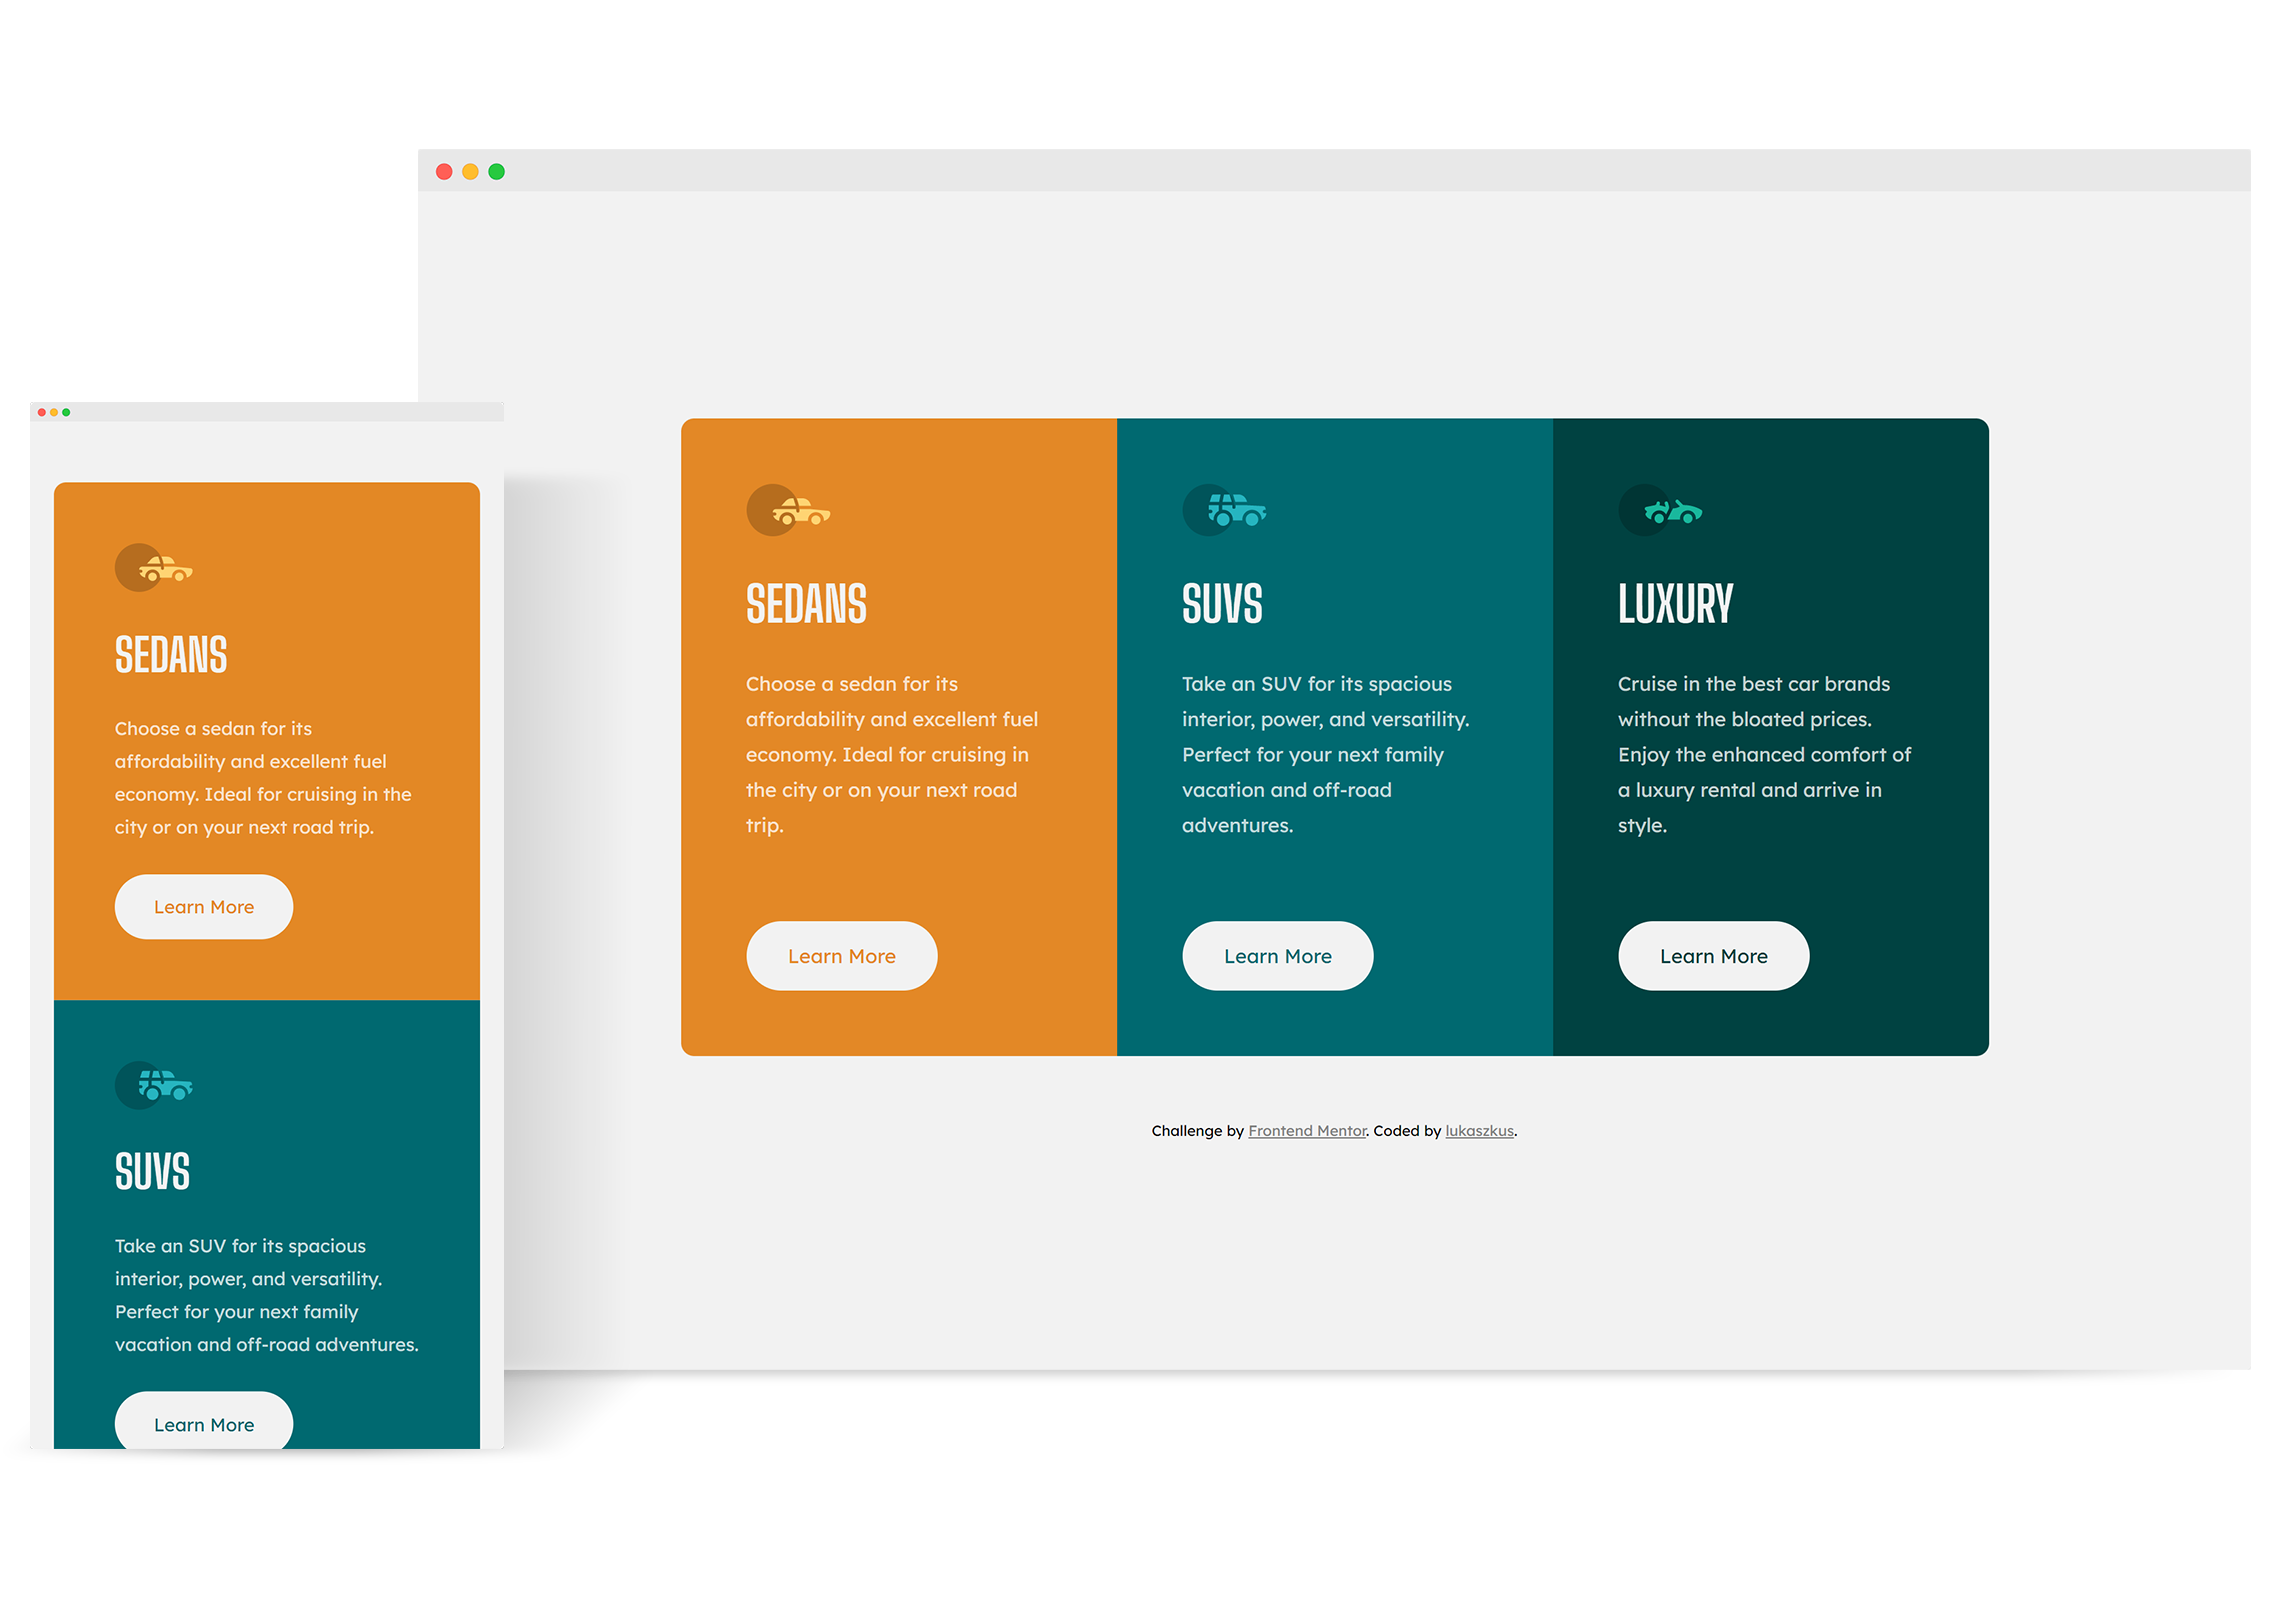 SEDANS
Choose a sedan for its
affordability and excellent fuel
economy. Ideal for cruising in the
city or on your next road trip.
Learn More
SUVS
Take an SUV for its spacious
interior, power, and versatility.
Perfect for your next family
vacation and off-road adventures.
Learn More
SEDANS
Choose a sedan for its
affordability and excellent fuel
economy. Ideal for cruising in
the city or on your next road
trip.
Learn More
SUVS
Take an SUV for its spacious
interior, power, and versatility.
Perfect for your next family
vacation and off-road
adventures.
Learn More
LUXURY
Cruise in the best car brands
without the bloated prices.
Enjoy the enhanced comfort of
a luxury rental and arrive in
style.
Learn More
Challenge by Frontend Mentor. Coded by lukaszkus.